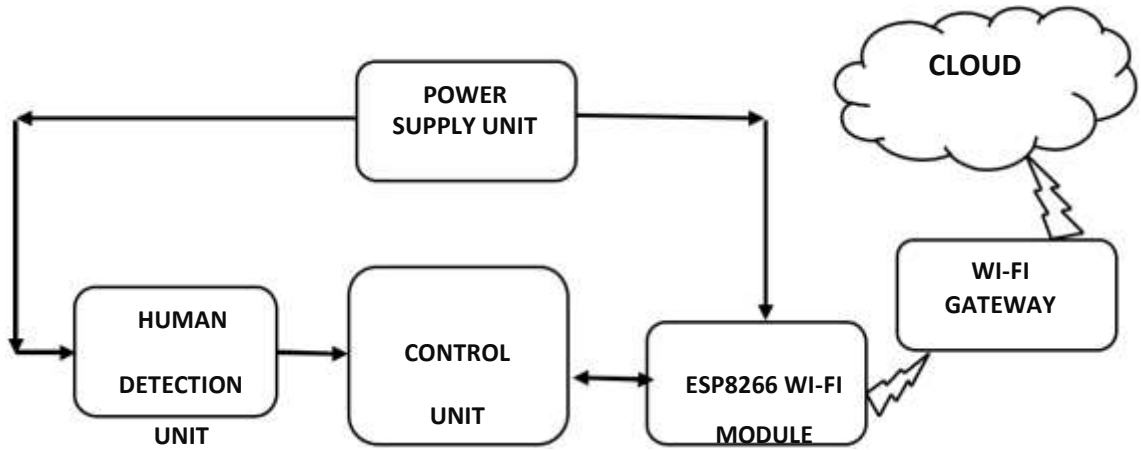 CLOUD
POWER
SUPPLY UNIT
WI-FI
GATEWAY
HUMAN
DETECTION
UNIT
CONTROL
UNIT
ESP8266 WI-FI
MODULE